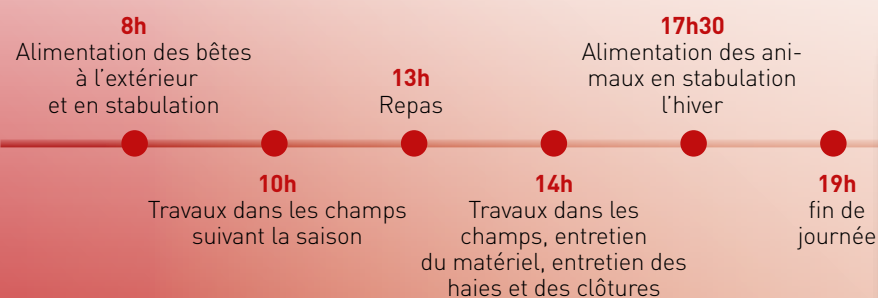 8h
Alimentation des bêtes
à l'extérieur
et en stabulation
10h
Travaux dans les champs
suivant la saison
13h
Repas
14h
Travaux dans les
champs, entretien
du matériel, entretien des
haies et des clôtures
17h30
Alimentation des ani-
maux en stabulation
l'hiver
19h
fin de
journée